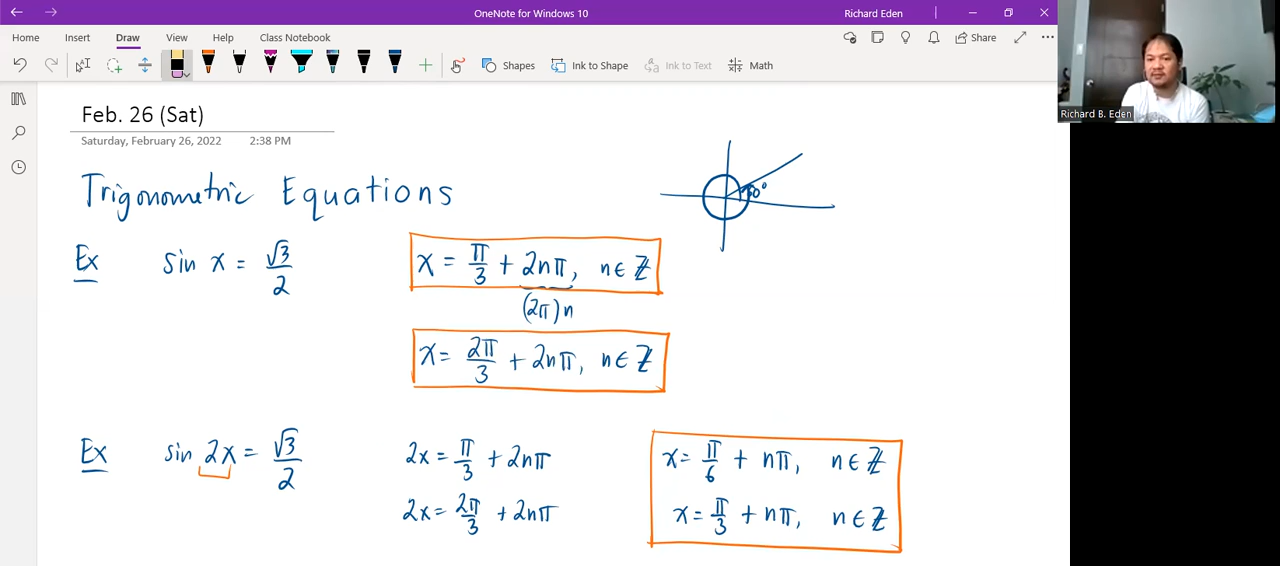 OneNote for Windows 10
Richard Eden
Home Insert Draw View Class Notebook
Share
Shapes Ink to Shape Ink to Text Math
Richard B. Eden
Feb. 26 (Sat)
Saturday, February 26, 2022 2:38 PM
Trigonometric Equations
60°
Ex sin x = √3/2 x = π/3 + 2nπ, n ∈ ℤ
(2π)n
x = 2π/3 + 2nπ, n ∈ ℤ
Ex sin 2x = √3/2 2x = π/3 + 2nπ x = π/6 + nπ, n ∈ ℤ
2x = 2π/3 + 2nπ x = π/3 + nπ, n ∈ ℤ